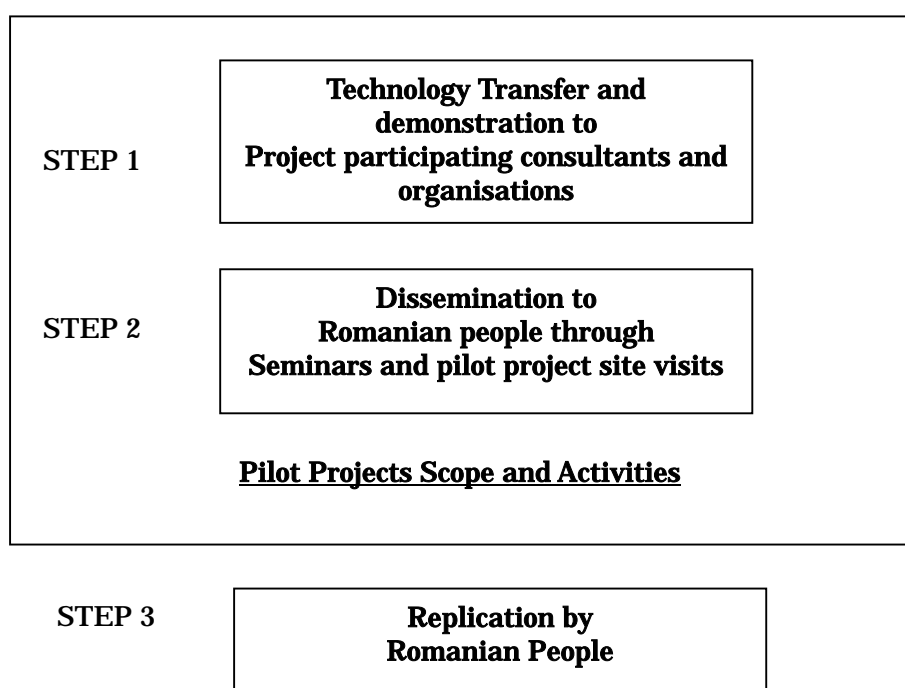 STEP 1
Technology Transfer and
demonstration to
Project participating consultants and
organisations
STEP 2
Dissemination to
Romanian people through
Seminars and pilot project site visits
Pilot Projects Scope and Activities
STEP 3
Replication by
Romanian People